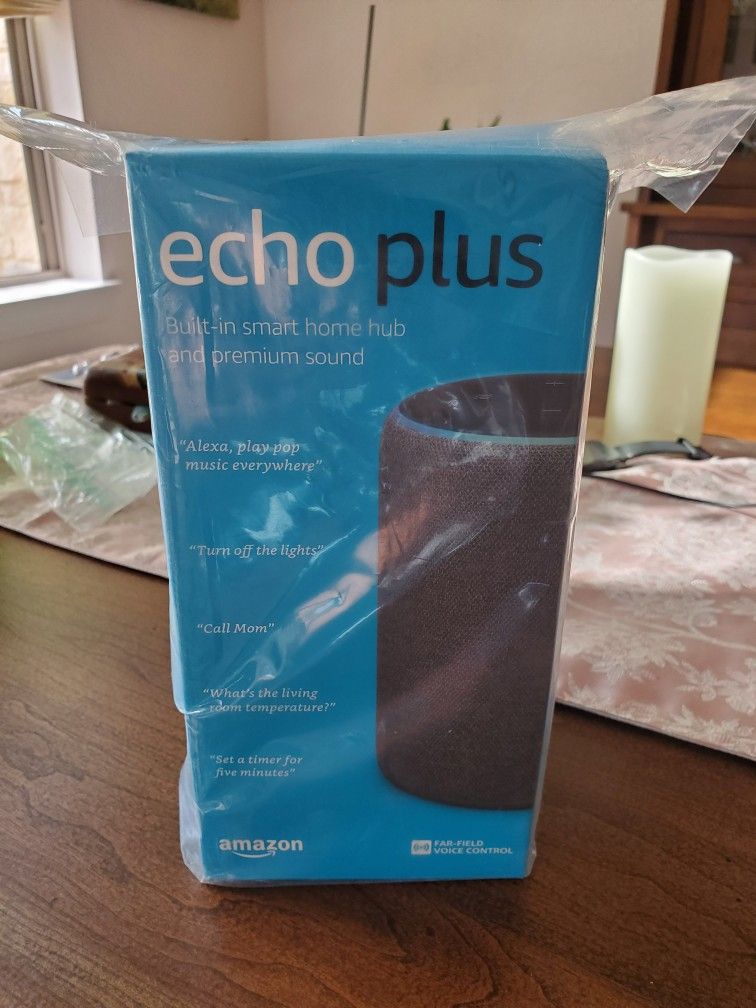 echo plus
Built-in smart home hub
and premium sound
“Alexa, play pop
music everywhere”
“Turn off the lights”
“Call Mom”
“What's the living
room temperature?”
“Set a timer for
five minutes”
amazon
FAR-FIELD
VOICE CONTROL